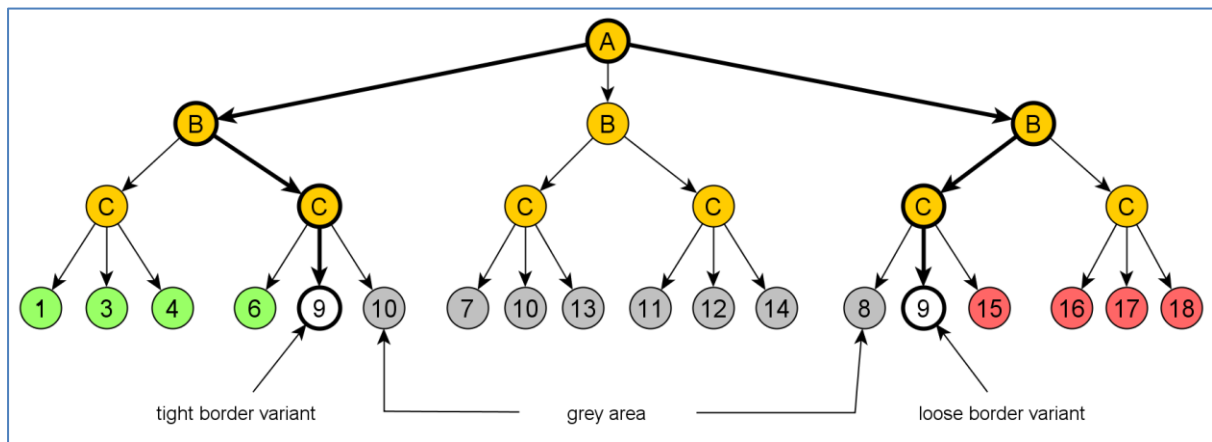 A
B B B
C C C C C C
1 3 4 6 9 10 7 10 13 11 12 14 8 9 15 16 17 18
tight border variant grey area loose border variant